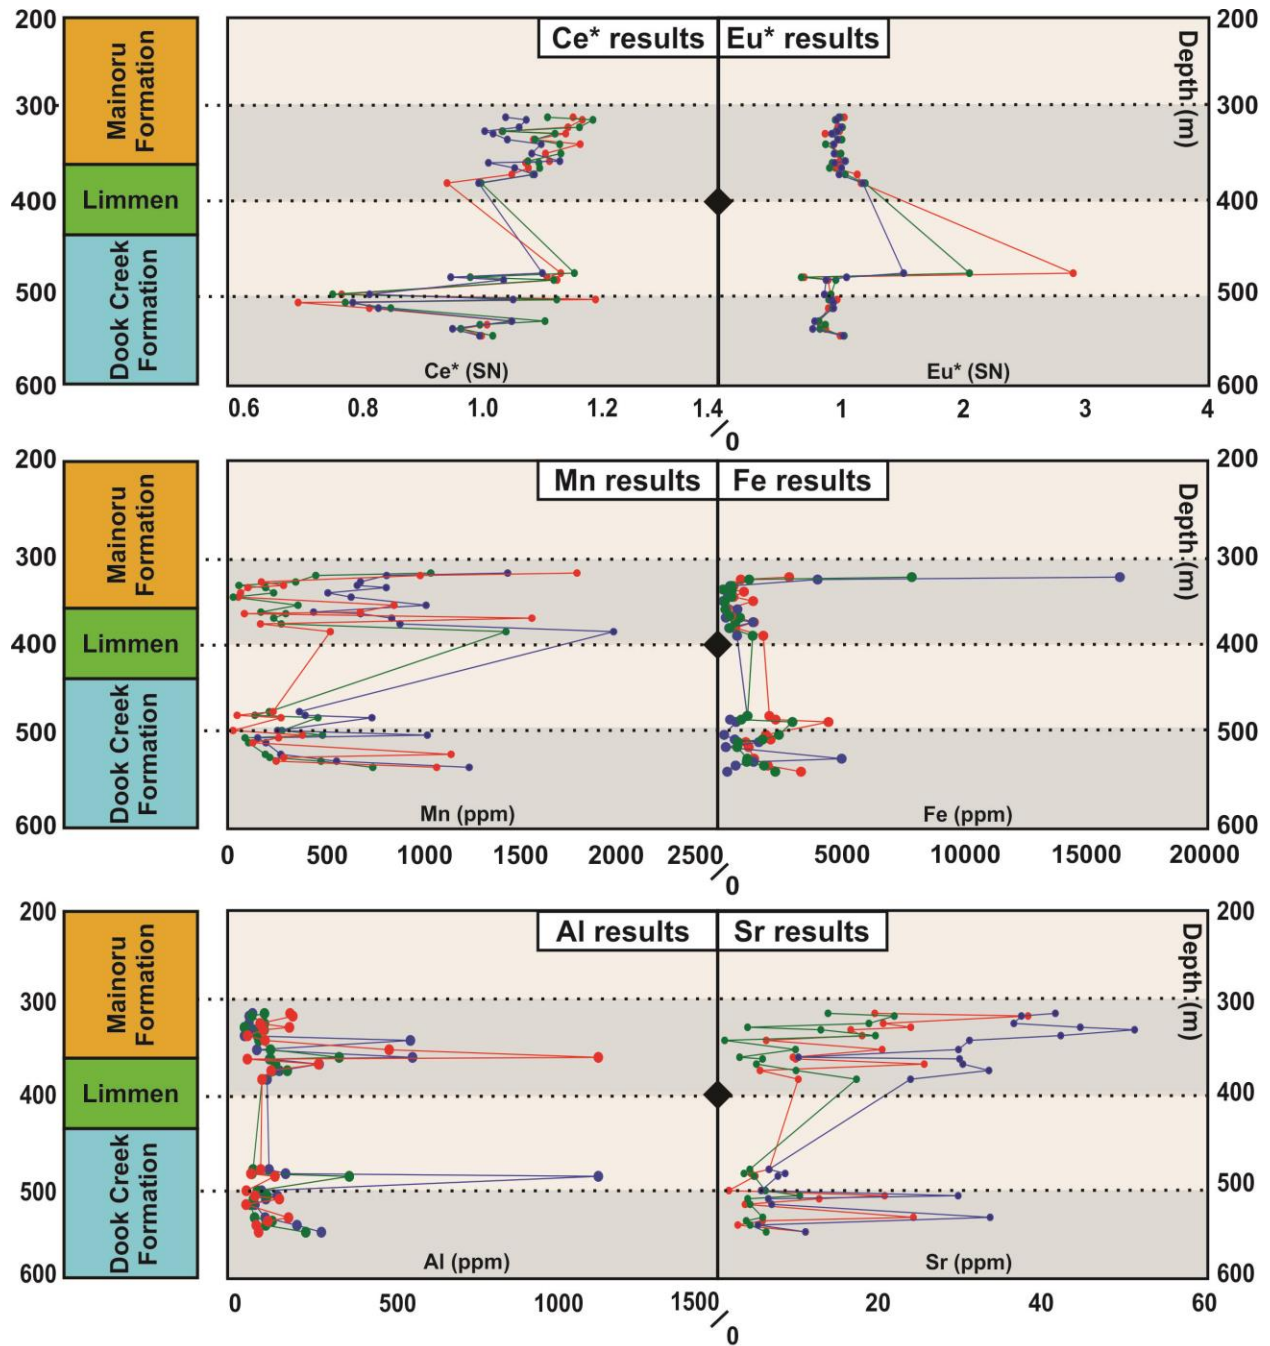 200
300
400
500
600
Mainoru
Formation
Limmen
Dook Creek
Formation
Ce* results
Eu* results
Depth (m)
200
300
400
500
600
Ce* (SN)
Eu* (SN)
0.6 0.8 1.0 1.2 1.4/0 1 2 3 4
200
300
400
500
600
Mainoru
Formation
Limmen
Dook Creek
Formation
Mn results
Fe results
Depth (m)
200
300
400
500
600
Mn (ppm)
Fe (ppm)
0 500 1000 1500 2000 2500/0 5000 10000 15000 20000
200
300
400
500
600
Mainoru
Formation
Limmen
Dook Creek
Formation
Al results
Sr results
Depth (m)
200
300
400
500
600
Al (ppm)
Sr (ppm)
0 500 1000 1500/0 20 40 60